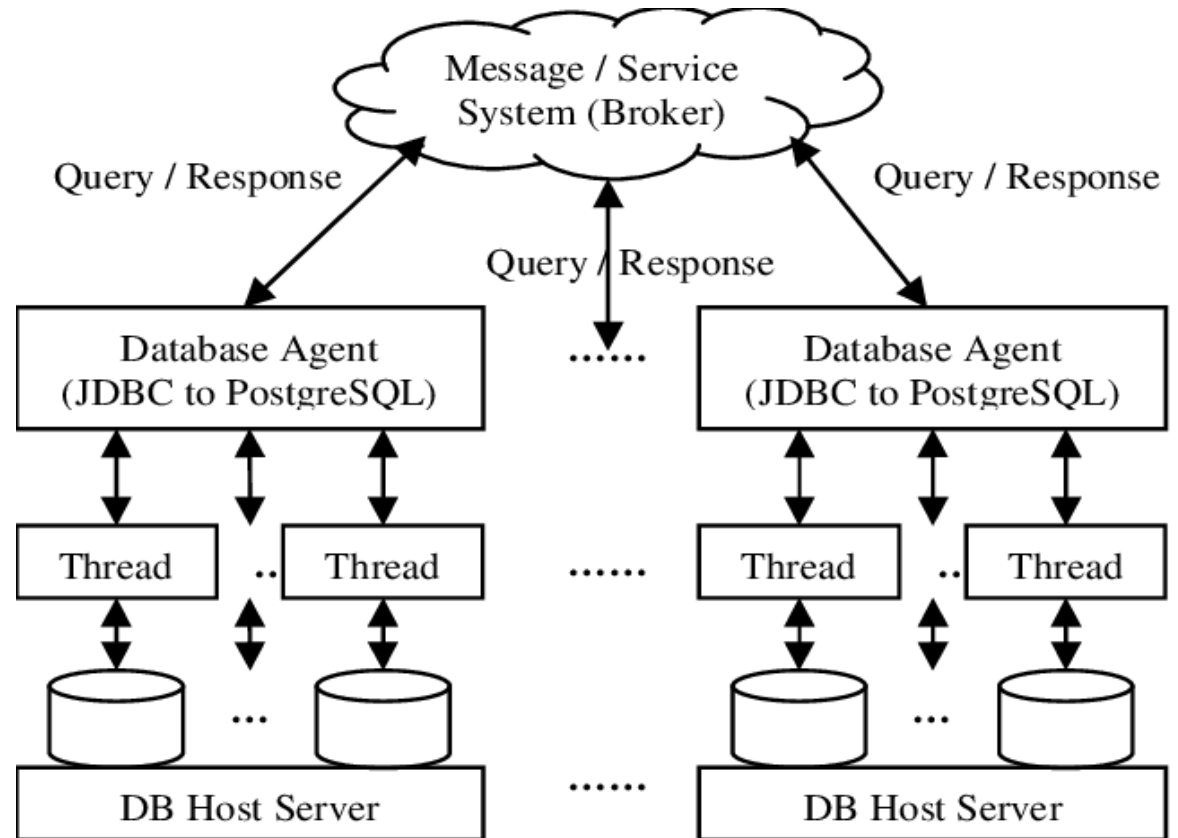 Message / Service
System (Broker)
Query / Response
Query / Response
Query / Response
Database Agent
(JDBC to PostgreSQL)
......
Database Agent
(JDBC to PostgreSQL)
Thread
..
Thread
......
Thread
..
Thread
...
...
DB Host Server
......
DB Host Server